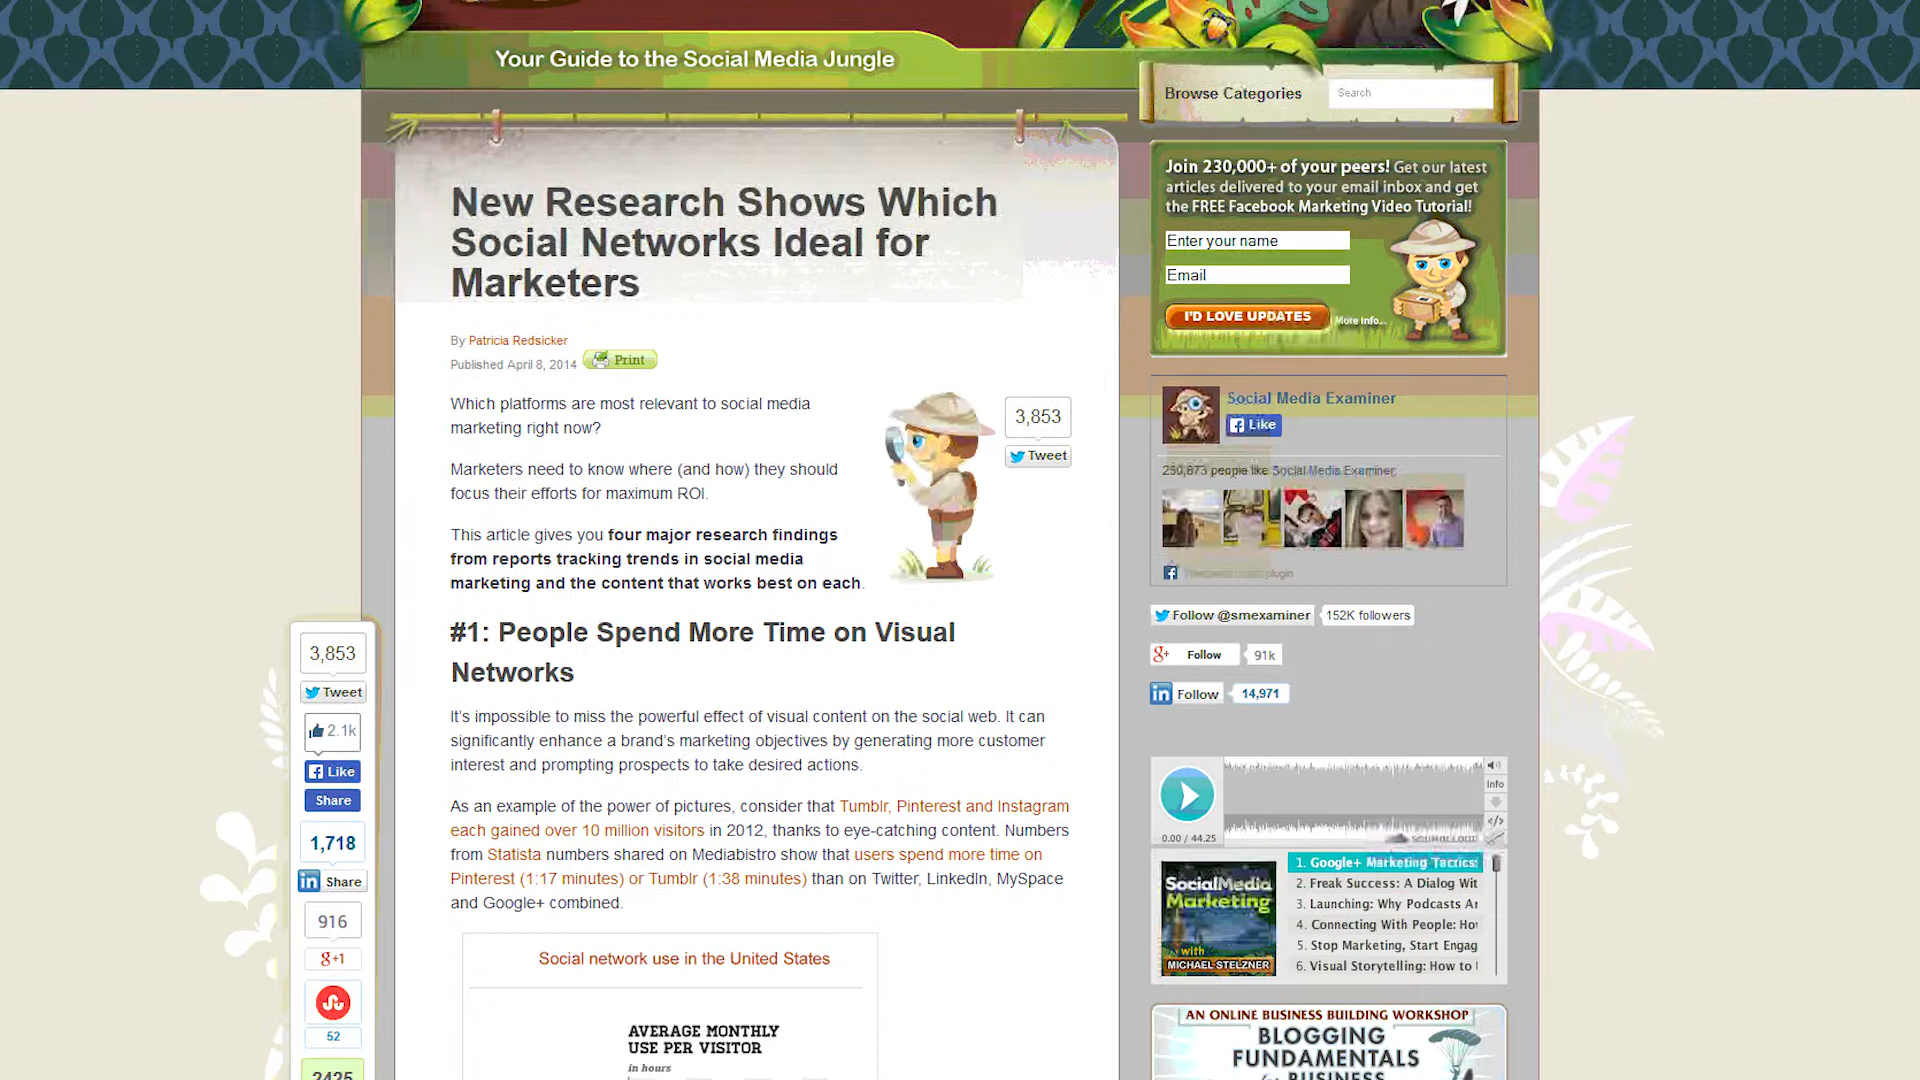 Your Guide to the Social Media Jungle
Browse Categories
Search
New Research Shows Which
Social Networks Ideal for
Marketers
By Patricia Redsicker
Published April 8, 2014
Print
Which platforms are most relevant to social media
marketing right now?
Marketers need to know where (and how) they should
focus their efforts for maximum ROI.
This article gives you four major research findings
from reports tracking trends in social media
marketing and the content that works best on each.
3,853
Tweet
#1: People Spend More Time on Visual
Networks
It's impossible to miss the powerful effect of visual content on the social web. It can
significantly enhance a brand's marketing objectives by generating more customer
interest and prompting prospects to take desired actions.
As an example of the power of pictures, consider that Tumblr, Pinterest and Instagram
each gained over 10 million visitors in 2012, thanks to eye-catching content. Numbers
from Statista numbers shared on Mediabistro show that users spend more time on
Pinterest (1:17 minutes) or Tumblr (1:38 minutes) than on Twitter, LinkedIn, MySpace
and Google+ combined.
Social network use in the United States
AVERAGE MONTHLY
USE PER VISITOR
in hours
3,853
Tweet
2.1k
Like
Share
1,718
in Share
916
g+1
52
2425
Join 230,000+ of your peers! Get our latest
articles delivered to your email inbox and get
the FREE Facebook Marketing Video Tutorial!
Enter your name
Email
I'D LOVE UPDATES
More info...
Social Media Examiner
Like
people like Social Media Examiner.
plugin
Follow @smexaminer
152K followers
g+ Follow
91k
in Follow
14,971
Info
0.00 / 44.25
SocialMedia
Marketing
with
MICHAEL STELZNER
1. Google+ Marketing Tactics:
2. Freak Success: A Dialog Wit
3. Launching: Why Podcasts Ar
4. Connecting With People: Ho
5. Stop Marketing, Start Engag
6. Visual Storytelling: How to
AN ONLINE BUSINESS BUILDING WORKSHOP
BLOGGING
FUNDAMENTALS
BUSINESS